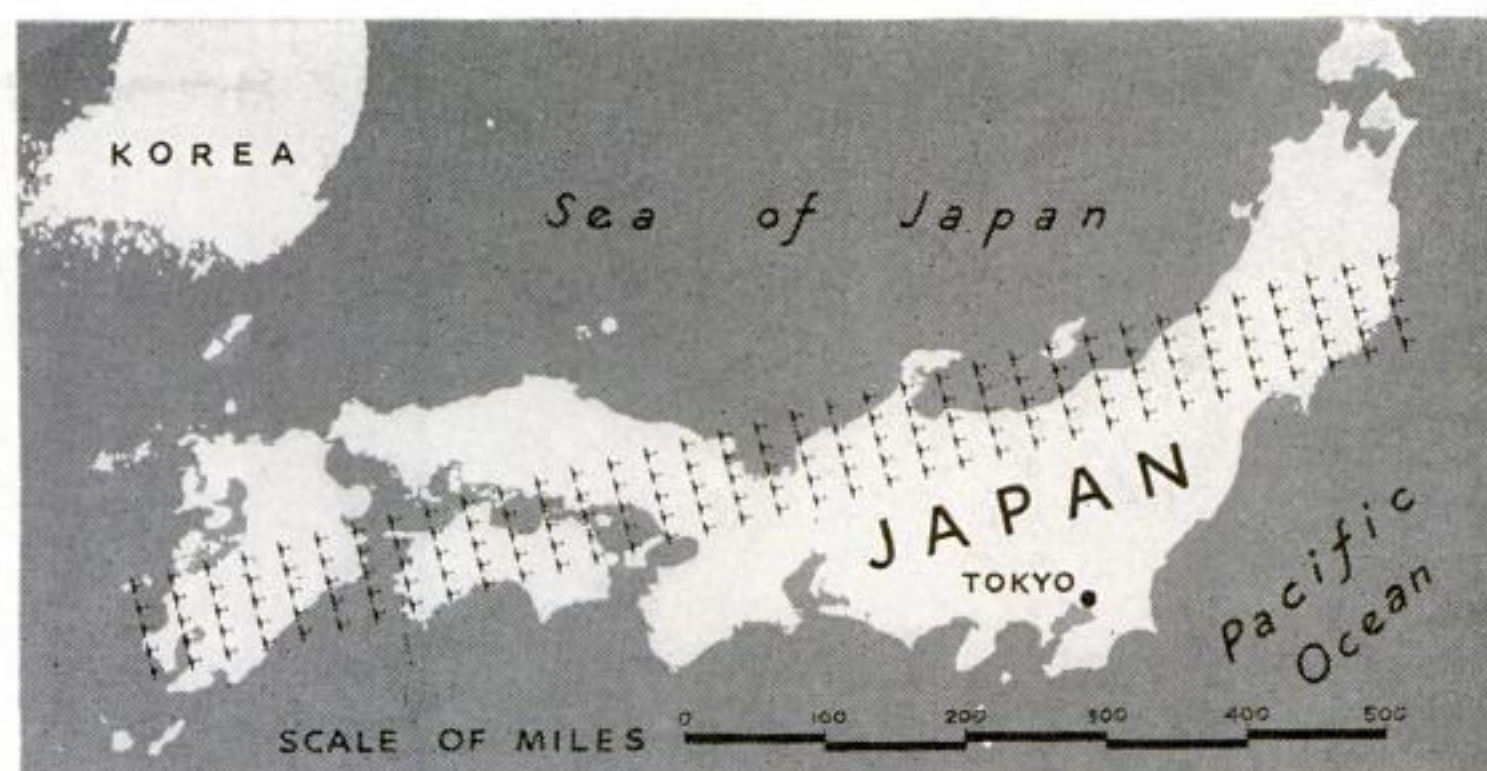 KOREA
Sea of Japan
JAPAN
TOKYO
Pacific
Ocean
SCALE OF MILES
0 100 200 300 400 500